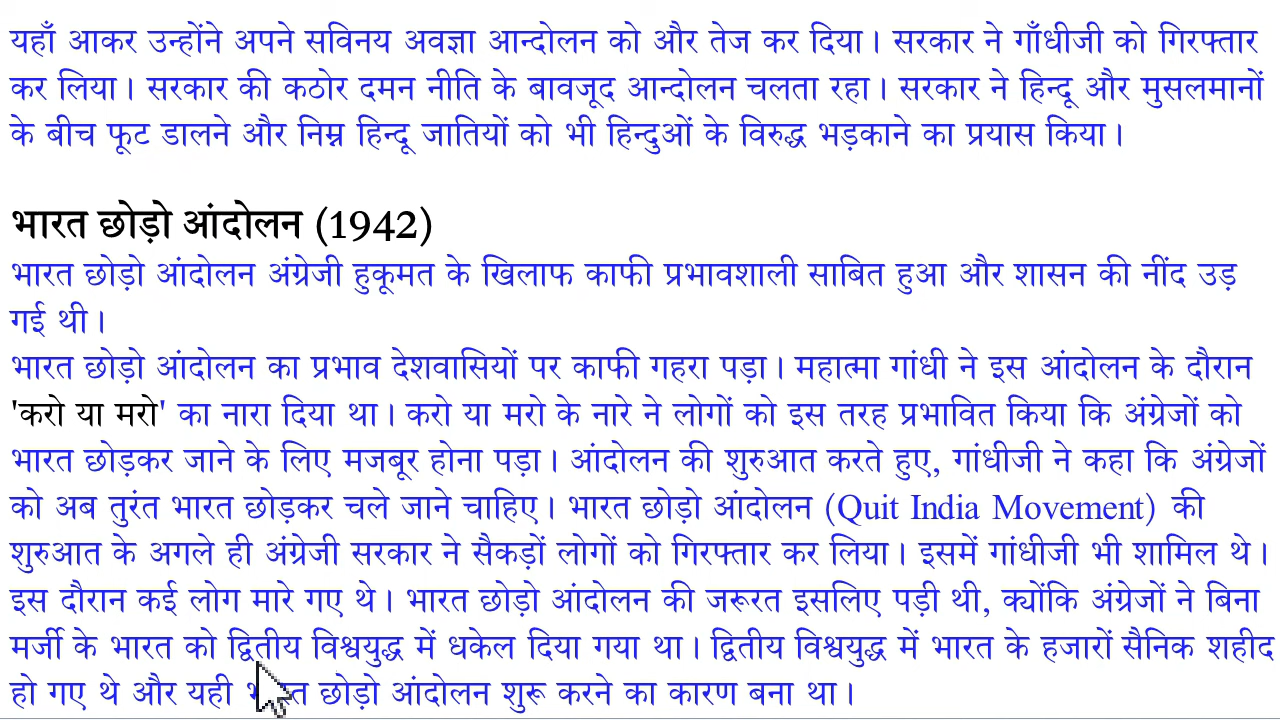 यहाँ आकर उन्होंने अपने सविनय अवज्ञा आन्दोलन को और तेज कर दिया। सरकार ने गाँधीजी को गिरफ्तार
कर लिया। सरकार की कठोर दमन नीति के बावजूद आन्दोलन चलता रहा। सरकार ने हिन्दू और मुसलमानों
के बीच फूट डालने और निम्न हिन्दू जातियों को भी हिन्दुओं के विरुद्ध भड़काने का प्रयास किया।
भारत छोड़ो आंदोलन (1942)
भारत छोड़ो आंदोलन अंग्रेजी हुकूमत के खिलाफ काफी प्रभावशाली साबित हुआ और शासन की नींद उड़
गई थी।
भारत छोड़ो आंदोलन का प्रभाव देशवासियों पर काफी गहरा पड़ा। महात्मा गांधी ने इस आंदोलन के दौरान
'करो या मरो' का नारा दिया था। करो या मरो के नारे ने लोगों को इस तरह प्रभावित किया कि अंग्रेजों को
भारत छोड़कर जाने के लिए मजबूर होना पड़ा। आंदोलन की शुरुआत करते हुए, गांधीजी ने कहा कि अंग्रेजों
को अब तुरंत भारत छोड़कर चले जाने चाहिए। भारत छोड़ो आंदोलन (Quit India Movement) की
शुरुआत के अगले ही अंग्रेजी सरकार ने सैकड़ों लोगों को गिरफ्तार कर लिया। इसमें गांधीजी भी शामिल थे।
इस दौरान कई लोग मारे गए थे। भारत छोड़ो आंदोलन की जरूरत इसलिए पड़ी थी, क्योंकि अंग्रेजों ने बिना
मर्जी के भारत को द्वितीय विश्वयुद्ध में धकेल दिया गया था। द्वितीय विश्वयुद्ध में भारत के हजारों सैनिक शहीद
हो गए थे और यही भारत छोड़ो आंदोलन शुरू करने का कारण बना था।